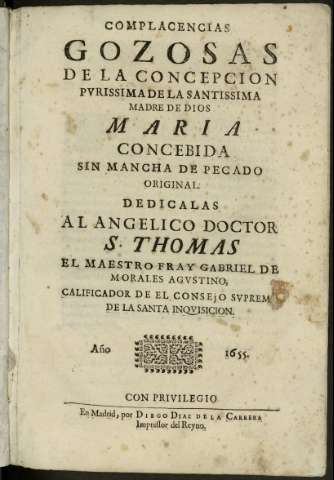 COMPLACENCIAS
GOZOSAS
DE LA CONCEPCION
PVRISSIMA DE LA SANTISSIMA
MADRE DE DIOS
MARIA
CONCEBIDA
SIN MANCHA DE PECADO
ORIGINAL.
DEDICALAS
AL ANGELICO DOCTOR
S. THOMAS
EL MAESTRO FRAY GABRIEL DE
MORALES AGVSTINO,
CALIFICADOR DE EL CONSEJO SVPREM
DE LA SANTA INQVISICION.
Año 1655.
CON PRIVILEGIO
En Madrid, por DIEGO DIAZ DE LA CARRERA
Impressor del Reyno.